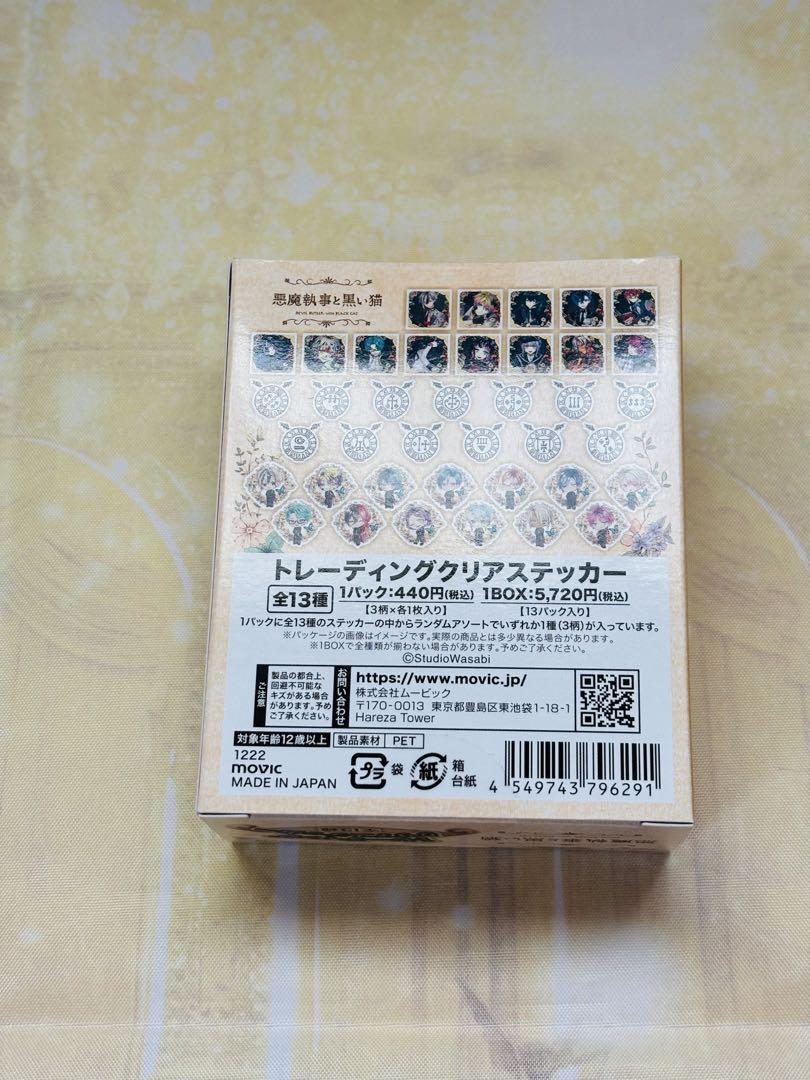 悪魔執事と黒い猫
DEVIL BUTLER WITH BLACK CAT
トレーディングクリアステッカー
全13種
1パック:440円(税込)
【3柄×各1枚入り】
1BOX:5,720円(税込)
【13パック入り】
1パックに全13種のステッカーの中からランダムアソートでいずれか1種(3柄)が入っています。
※パッケージの画像はイメージです。実際の商品とは多少異なる場合があります。
※1BOXで全種類が揃わない場合があります。予めご了承ください。
©StudioWasabi
ご注意
製品の都合上、
回避不可能な
キズがある場合
があります。予め
ご了承ください。
お問い合わせ
https://www.movic.jp/
株式会社ムービック
〒170-0013 東京都豊島区東池袋1-18-1
Hareza Tower
対象年齢12歳以上
製品素材
PET
1222
movic
MADE IN JAPAN
プラ
袋
紙
箱
台紙
4 549743 796291